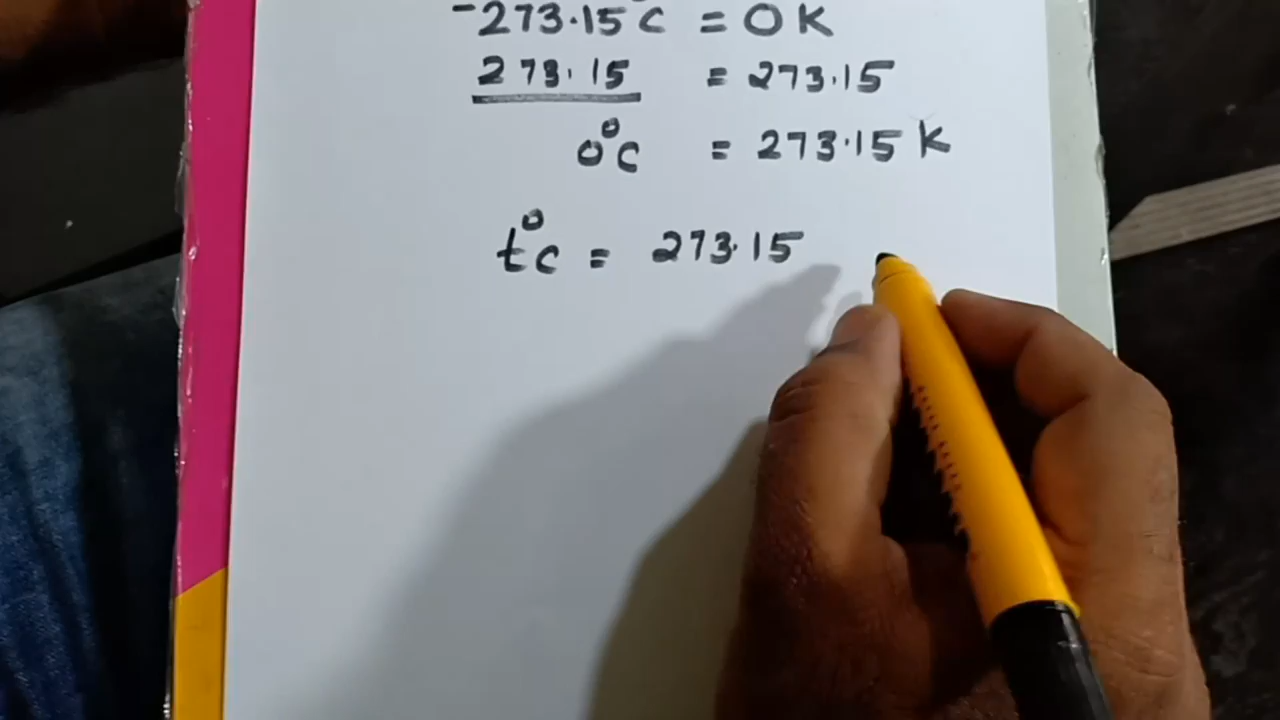 -273.15°C = 0 K
273.15 = 273.15
0°C = 273.15 K
t°C = 273.15